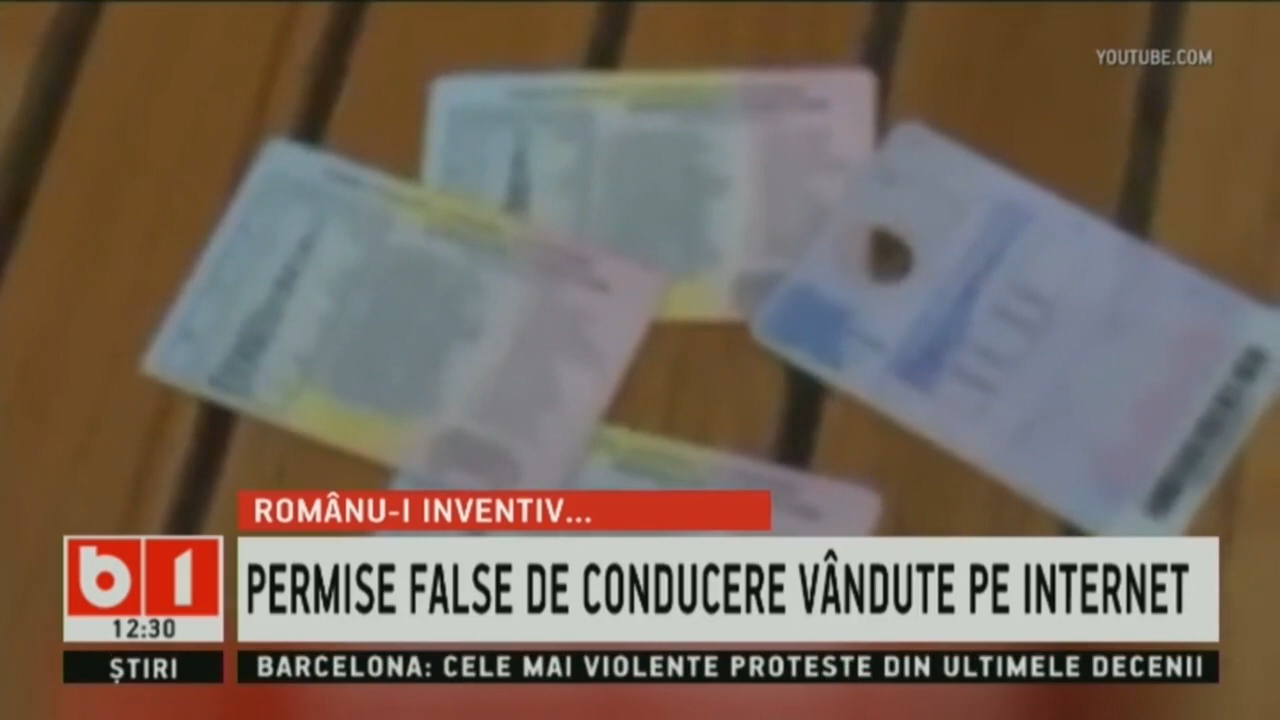 YOUTUBE.COM
ROMÂNU-I INVENTIV...
b1
PERMISE FALSE DE CONDUCERE VÂNDUTE PE INTERNET
12:30
ȘTIRI
BARCELONA: CELE MAI VIOLENTE PROTESTE DIN ULTIMELE DECENII